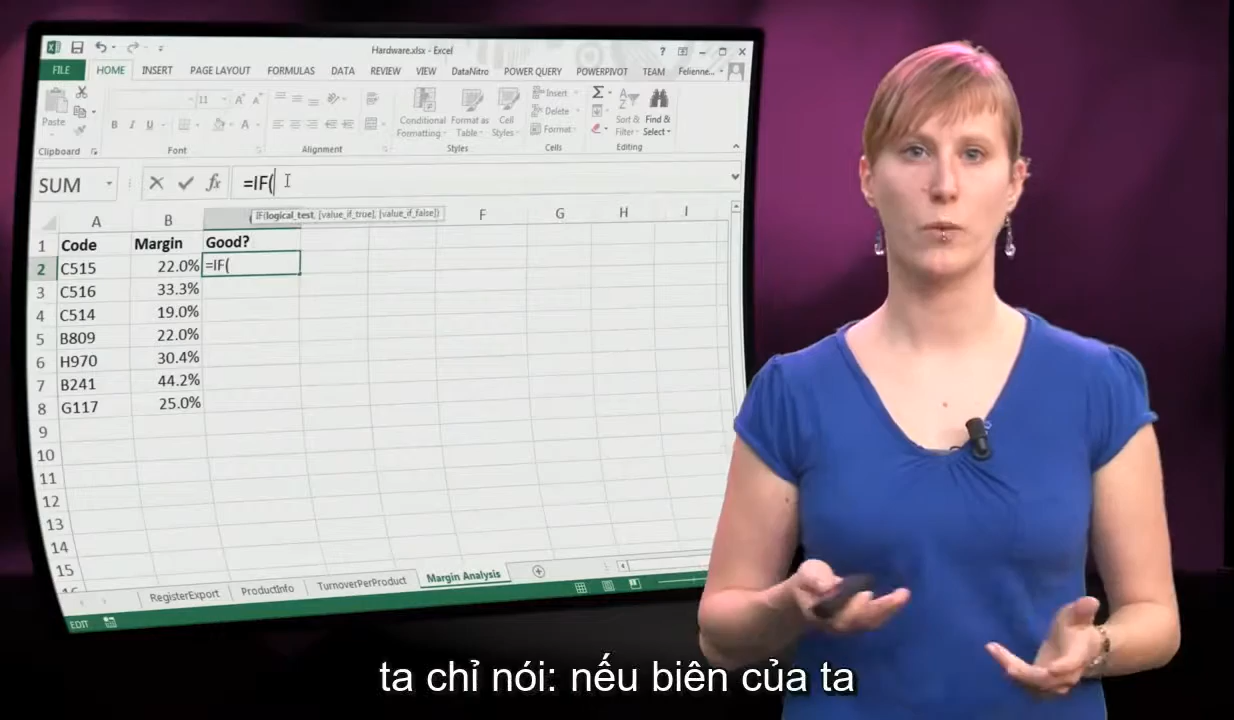 Hardware.xlsx - Excel
FILE HOME INSERT PAGE LAYOUT FORMULAS DATA REVIEW VIEW DataNitro POWER QUERY POWERPIVOT TEAM Felienne...
Paste
11
B I U
A A
A
Conditional Formatting
Format as Table
Cell Styles
Insert
Delete
Format
Sort & Filter
Find & Select
Clipboard Font Alignment Styles Cells Editing
SUM fx =IF(
IF(logical_test, [value_if_true], [value_if_false])
A B F G H I
1 Code Margin Good?
2 C515 22.0% =IF(
3 C516 33.3%
4 C514 19.0%
5 B809 22.0%
6 H970 30.4%
7 B241 44.2%
8 G117 25.0%
9
10
11
12
13
14
15
RegisterExport ProductInfo TurnoverPerProduct Margin Analysis
EDIT
ta chỉ nói: nếu biên của ta